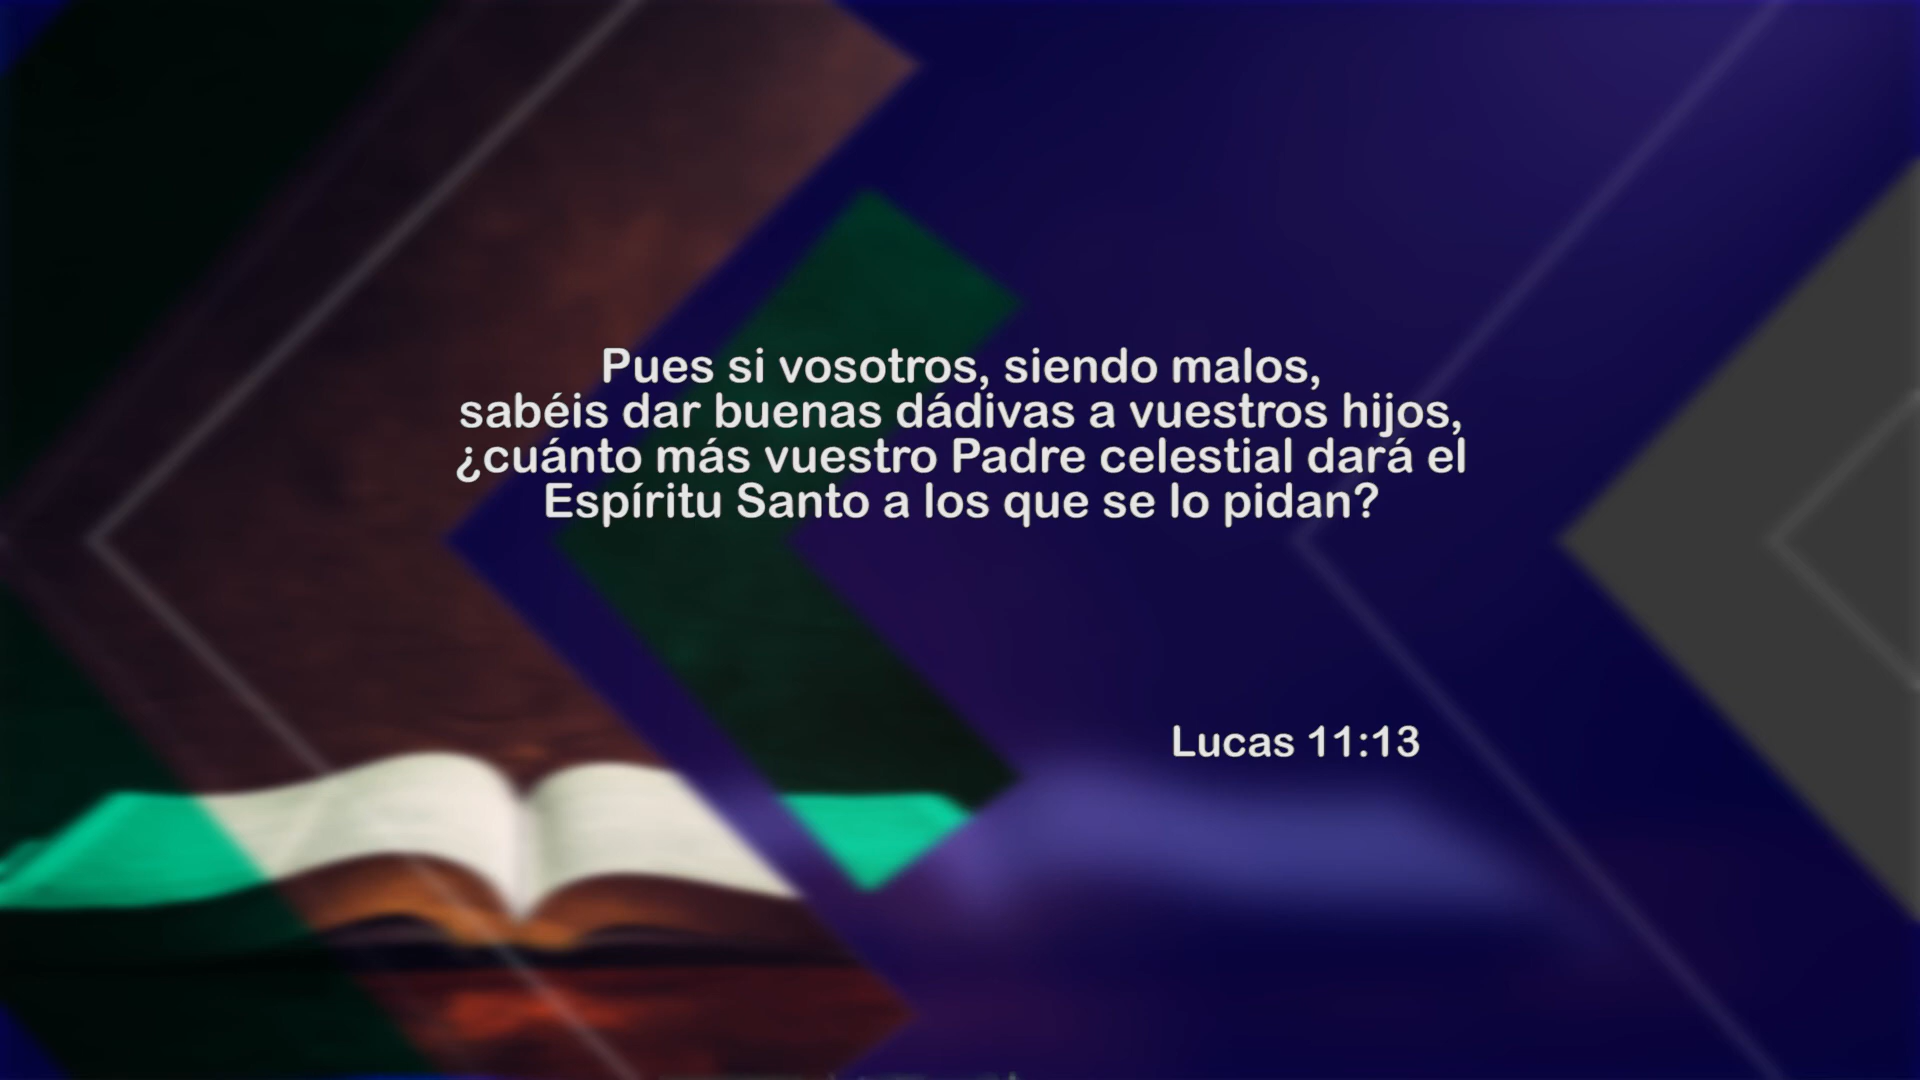 Pues si vosotros, siendo malos,
sabéis dar buenas dádivas a vuestros hijos,
¿cuánto más vuestro Padre celestial dará el
Espíritu Santo a los que se lo pidan?
Lucas 11:13